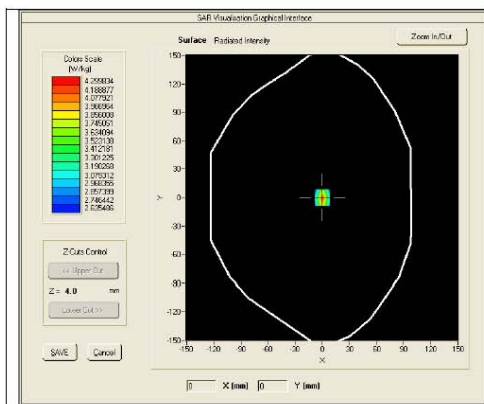 SAR Visualisation Graphical Interface
Surface Radiated Intensity
Zoom In/Out
Colors Scale
(W/kg)
4.299834
4.188877
4.077921
3.966964
3.856008
3.745051
3.634094
3.523138
3.412181
3.301225
3.190268
3.079312
2.968355
2.857399
2.746442
2.635486
Z-Cuts Control
<< Upper Cut
Z = 4.0 mm
Lower Cut >>
SAVE
Cancel
150
120
90
60
30
0
-30
-60
-90
-120
-150
Y
-150 -120 -90 -60 -30 0 30 60 90 120 150
X
0 X (mm) 0 Y (mm)